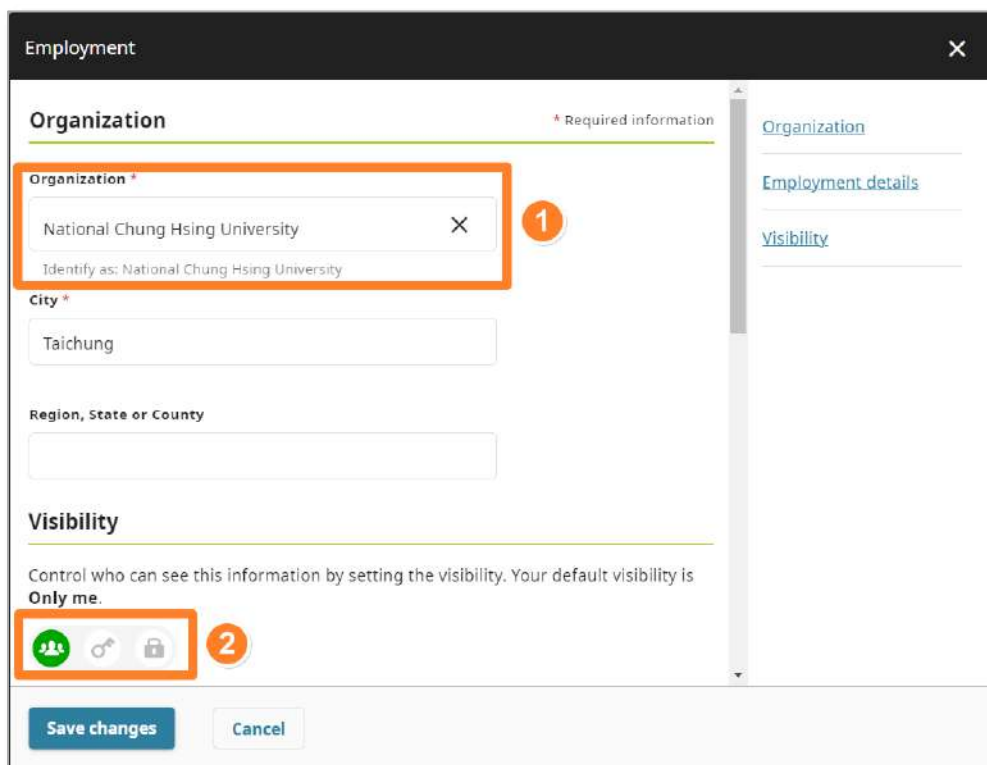 Employment
Organization
* Required information
Organization *
National Chung Hsing University
Identify as: National Chung Hsing University
1
City *
Taichung
Region, State or County
Visibility
Control who can see this information by setting the visibility. Your default visibility is
Only me.
2
Organization
Employment details
Visibility
Save changes
Cancel